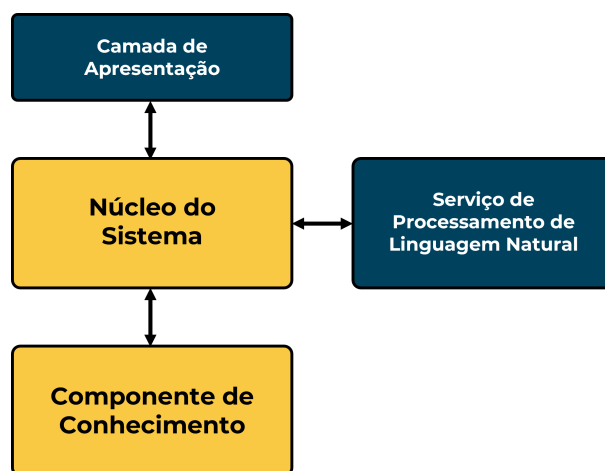 Camada de
Apresentação
Núcleo do
Sistema
Serviço de
Processamento de
Linguagem Natural
Componente de
Conhecimento